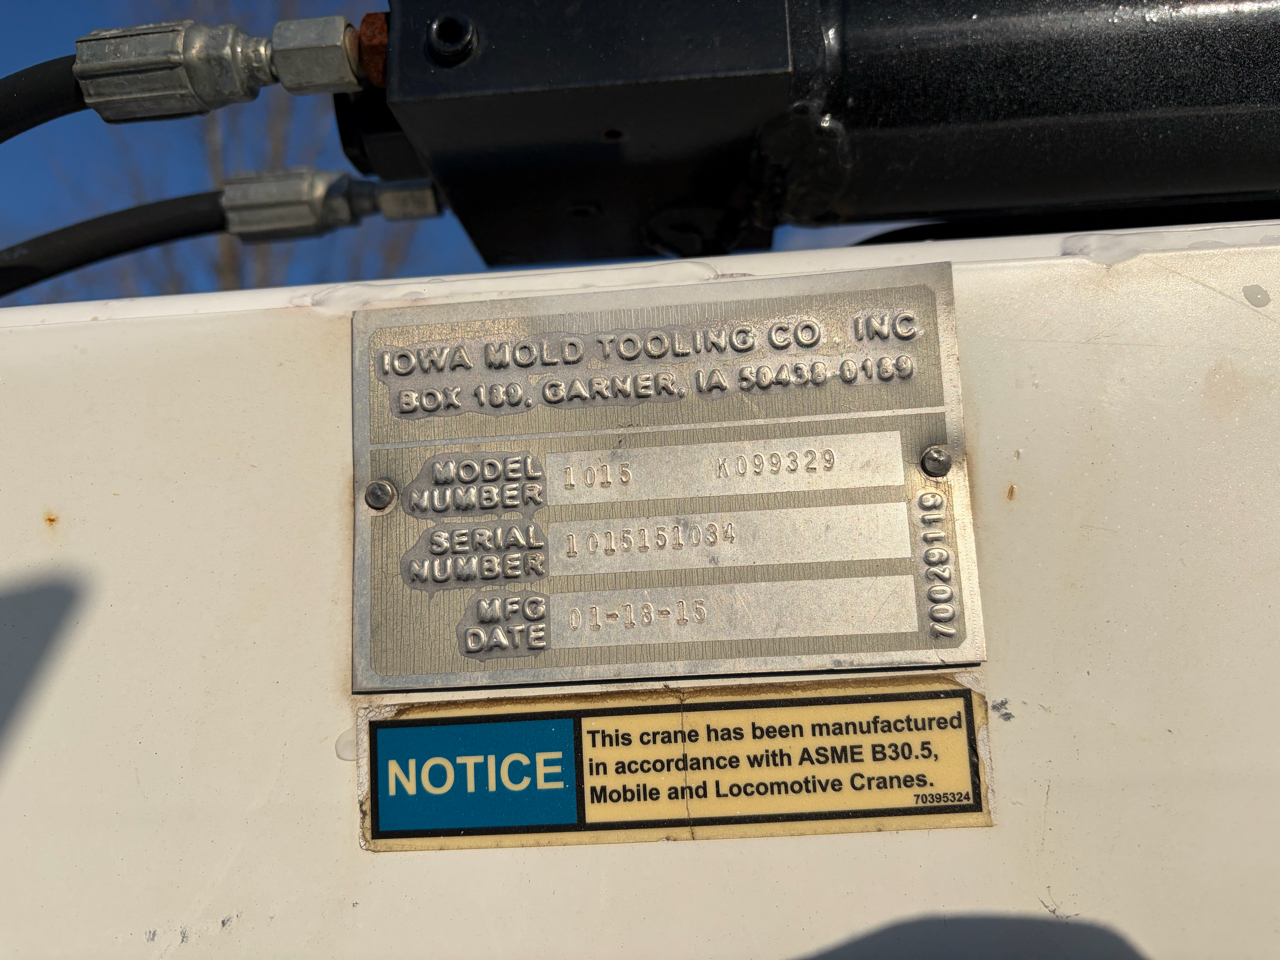 IOWA MOLD TOOLING CO., INC.
BOX 189, GARNER, IA 50438-0189
MODEL NUMBER 1015 K099329
SERIAL NUMBER 1015151034
MFG DATE 01-13-15
70029119
NOTICE
This crane has been manufactured
in accordance with ASME B30.5,
Mobile and Locomotive Cranes.
70395324